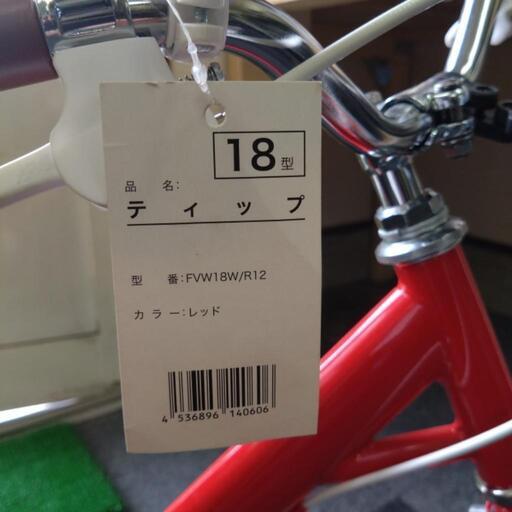 18型
品 名:
ティップ
型 番:FVW18W/R12
カラー:レッド
4 536896 140606